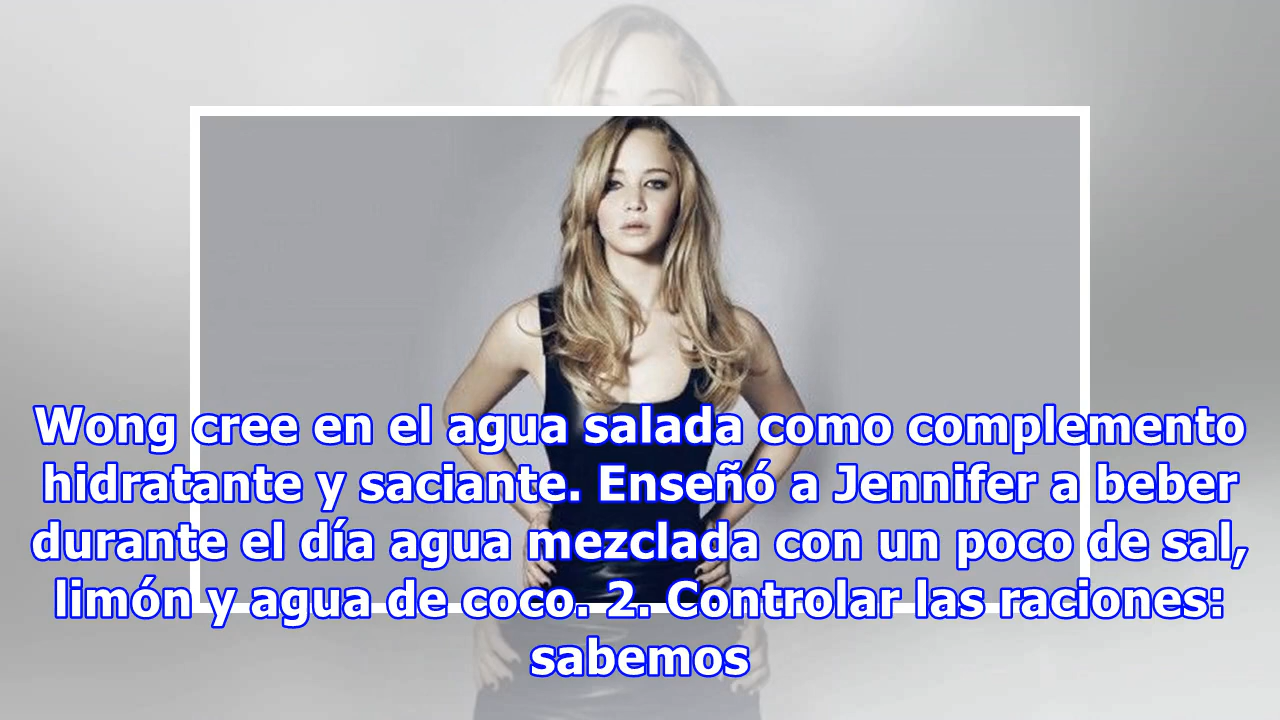 Wong cree en el agua salada como complemento
hidratante y saciante. Enseñó a Jennifer a beber
durante el día agua mezclada con un poco de sal,
limón y agua de coco. 2. Controlar las raciones:
sabemos